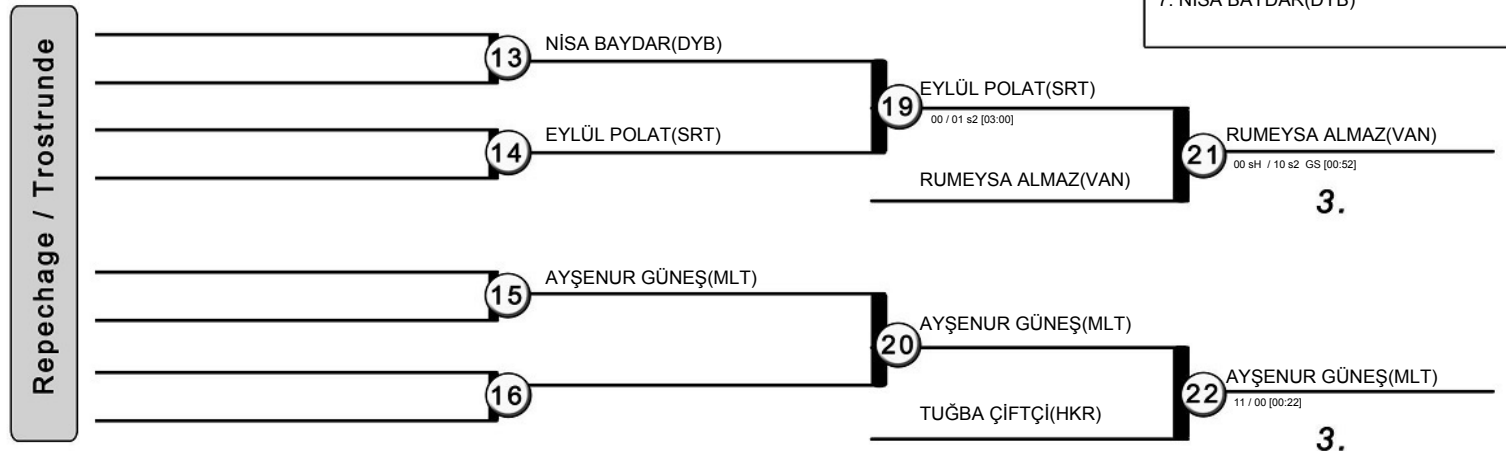 7. NİSA BAYDAR(DYB)
Repechage / Trostrunde
13
NİSA BAYDAR(DYB)
14
EYLÜL POLAT(SRT)
19
EYLÜL POLAT(SRT)
00 / 01 s2 [03:00]
RUMEYSA ALMAZ(VAN)
21
RUMEYSA ALMAZ(VAN)
00 sH / 10 s2 GS [00:52]
3.
15
AYŞENUR GÜNEŞ(MLT)
16
20
AYŞENUR GÜNEŞ(MLT)
TUĞBA ÇİFTÇİ(HKR)
22
AYŞENUR GÜNEŞ(MLT)
11 / 00 [00:22]
3.